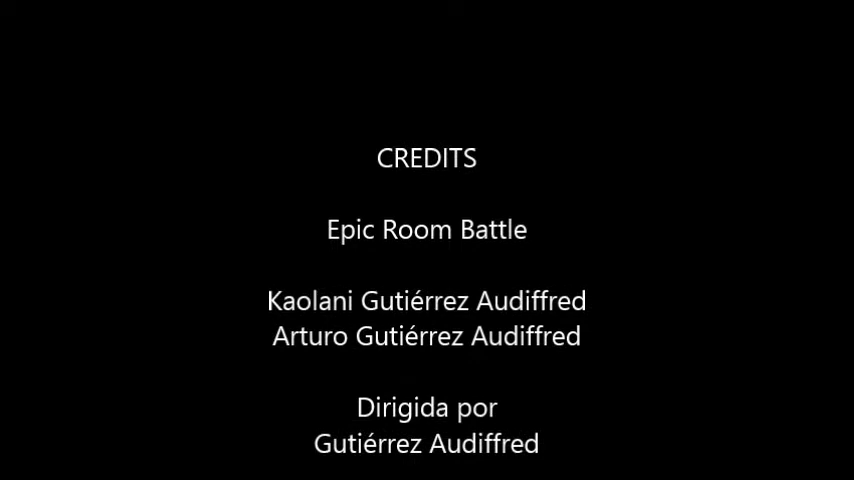 CREDITS
Epic Room Battle
Kaolani Gutiérrez Audiffred
Arturo Gutiérrez Audiffred
Dirigida por
Gutiérrez Audiffred